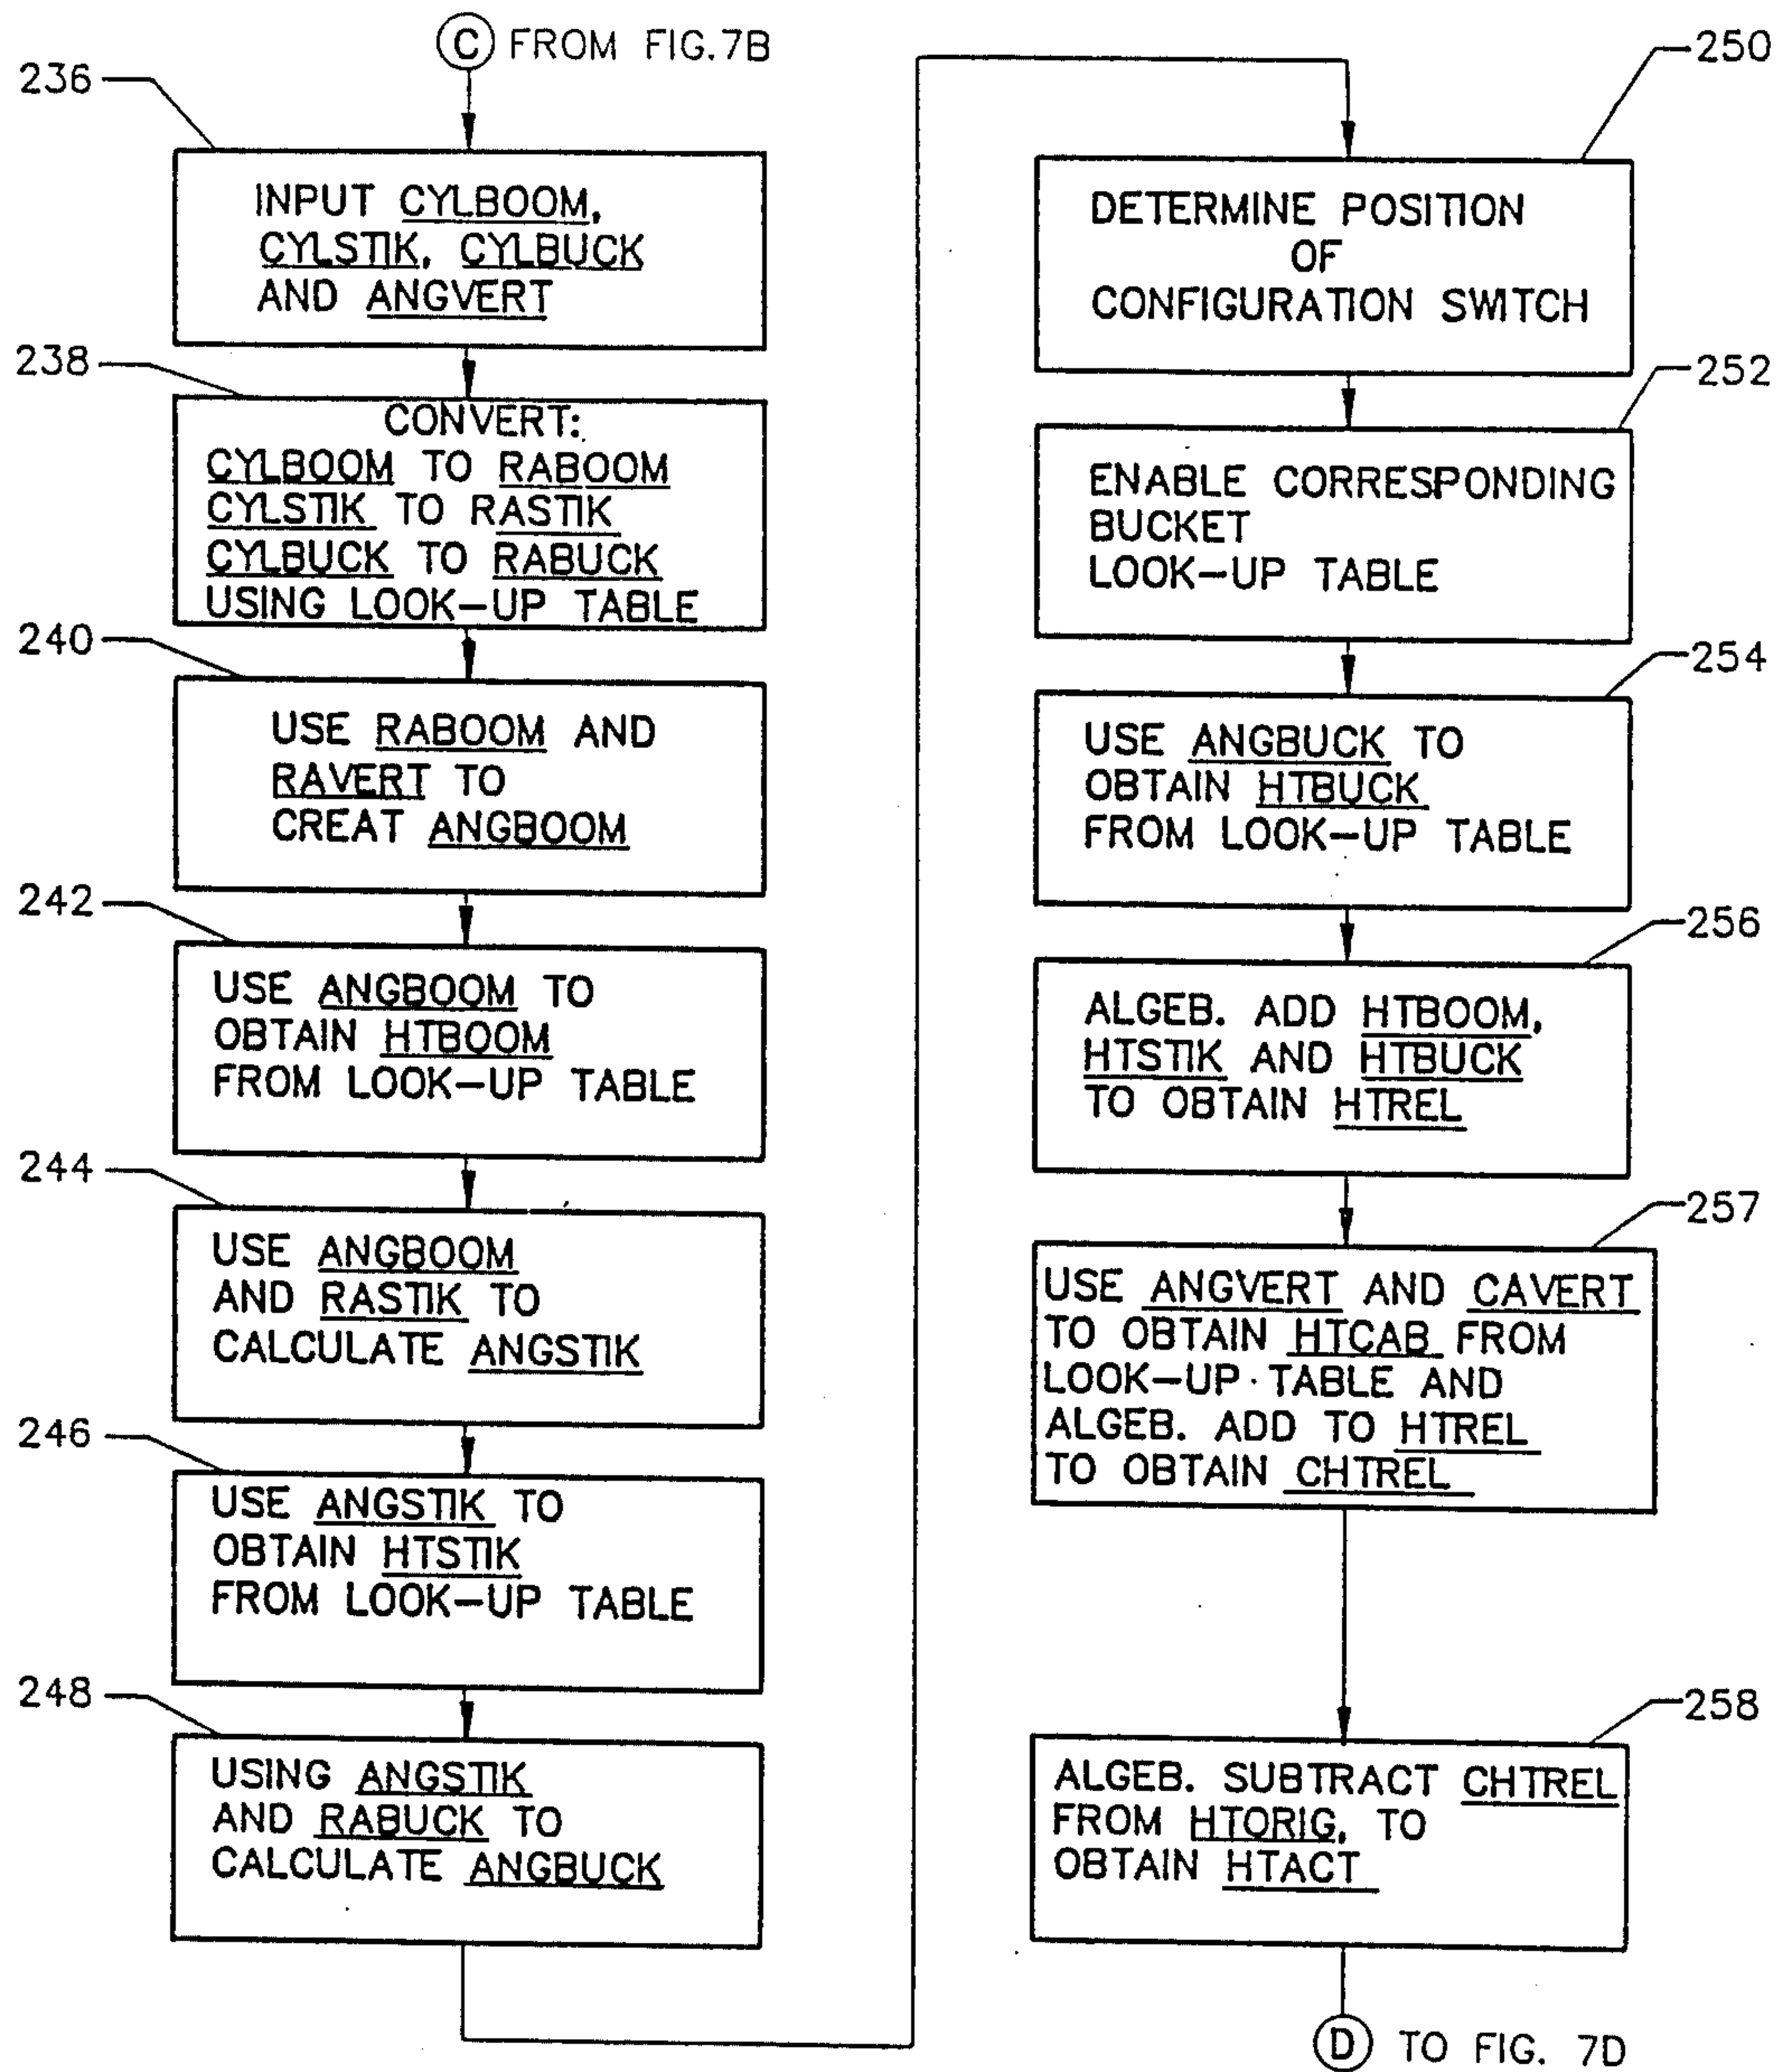 C FROM FIG.7B
236
INPUT CYLBOOM,
CYLSTIK, CYLBUCK
AND ANGVERT
238
CONVERT:
CYLBOOM TO RABOOM
CYLSTIK TO RASTIK
CYLBUCK TO RABUCK
USING LOOK-UP TABLE
240
USE RABOOM AND
RAVERT TO
CREAT ANGBOOM
242
USE ANGBOOM TO
OBTAIN HTBOOM
FROM LOOK-UP TABLE
244
USE ANGBOOM
AND RASTIK TO
CALCULATE ANGSTIK
246
USE ANGSTIK TO
OBTAIN HTSTIK
FROM LOOK-UP TABLE
248
USING ANGSTIK
AND RABUCK TO
CALCULATE ANGBUCK
250
DETERMINE POSITION
OF
CONFIGURATION SWITCH
252
ENABLE CORRESPONDING
BUCKET
LOOK-UP TABLE
254
USE ANGBUCK TO
OBTAIN HTBUCK
FROM LOOK-UP TABLE
256
ALGEB. ADD HTBOOM,
HTSTIK AND HTBUCK
TO OBTAIN HTREL
257
USE ANGVERT AND CAVERT
TO OBTAIN HTCAB FROM
LOOK-UP TABLE AND
ALGEB. ADD TO HTREL
TO OBTAIN CHTREL
258
ALGEB. SUBTRACT CHTREL
FROM HTORIG, TO
OBTAIN HTACT
D TO FIG. 7D